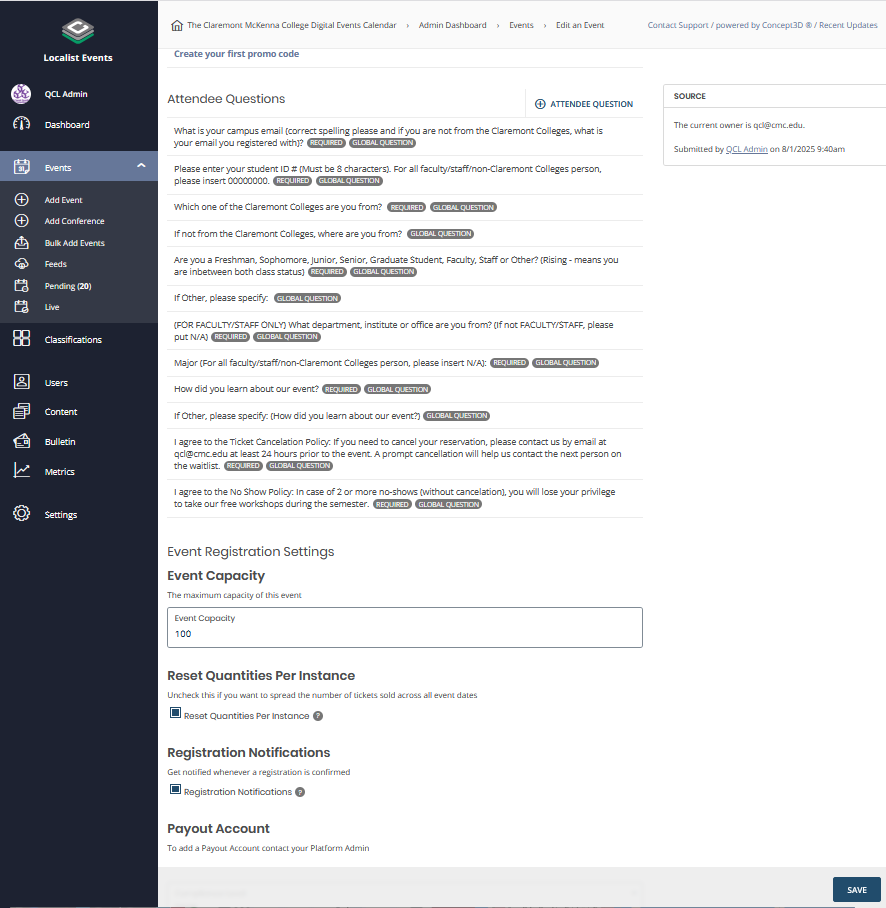 Localist Events
QCL Admin
Dashboard
Events
Add Event
Add Conference
Bulk Add Events
Feeds
Pending (20)
Live
Classifications
Users
Content
Bulletin
Metrics
Settings
The Claremont McKenna College Digital Events Calendar › Admin Dashboard › Events › Edit an Event
Contact Support / powered by Concept3D ® / Recent Updates
Create your first promo code
Attendee Questions
ATTENDEE QUESTION
What is your campus email (correct spelling please and if you are not from the Claremont Colleges, what is
your email you registered with)? REQUIRED GLOBAL QUESTION
Please enter your student ID # (Must be 8 characters). For all faculty/staff/non-Claremont Colleges person,
please insert 00000000. REQUIRED GLOBAL QUESTION
Which one of the Claremont Colleges are you from? REQUIRED GLOBAL QUESTION
If not from the Claremont Colleges, where are you from? GLOBAL QUESTION
Are you a Freshman, Sophomore, Junior, Senior, Graduate Student, Faculty, Staff or Other? (Rising - means you
are inbetween both class status) REQUIRED GLOBAL QUESTION
If Other, please specify: GLOBAL QUESTION
(FOR FACULTY/STAFF ONLY) What department, institute or office are you from? (If not FACULTY/STAFF, please
put N/A) REQUIRED GLOBAL QUESTION
Major (For all faculty/staff/non-Claremont Colleges person, please insert N/A): REQUIRED GLOBAL QUESTION
How did you learn about our event? REQUIRED GLOBAL QUESTION
If Other, please specify: (How did you learn about our event?) GLOBAL QUESTION
I agree to the Ticket Cancelation Policy: If you need to cancel your reservation, please contact us by email at
qcl@cmc.edu at least 24 hours prior to the event. A prompt cancellation will help us contact the next person on
the waitlist. REQUIRED GLOBAL QUESTION
I agree to the No Show Policy: In case of 2 or more no-shows (without cancelation), you will lose your privilege
to take our free workshops during the semester. REQUIRED GLOBAL QUESTION
Event Registration Settings
Event Capacity
The maximum capacity of this event
Event Capacity
100
Reset Quantities Per Instance
Uncheck this if you want to spread the number of tickets sold across all event dates
Reset Quantities Per Instance ?
Registration Notifications
Get notified whenever a registration is confirmed
Registration Notifications ?
Payout Account
To add a Payout Account contact your Platform Admin
SOURCE
The current owner is qcl@cmc.edu.
Submitted by QCL Admin on 8/1/2025 9:40am
SAVE